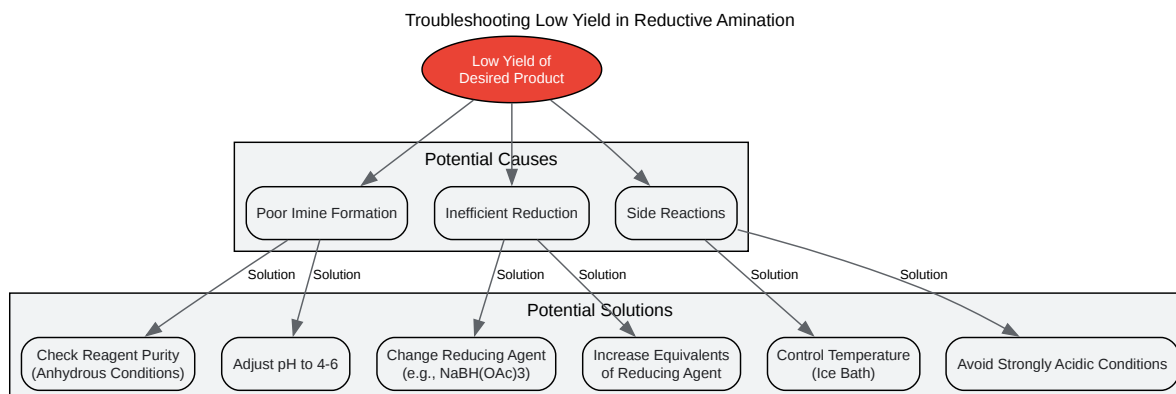 Troubleshooting Low Yield in Reductive Amination
Low Yield of
Desired Product
Potential Causes
Poor Imine Formation
Inefficient Reduction
Side Reactions
Solution
Solution
Solution
Solution
Solution
Solution
Potential Solutions
Check Reagent Purity
(Anhydrous Conditions)
Adjust pH to 4-6
Change Reducing Agent
(e.g., NaBH(OAc)3)
Increase Equivalents
of Reducing Agent
Control Temperature
(Ice Bath)
Avoid Strongly Acidic Conditions